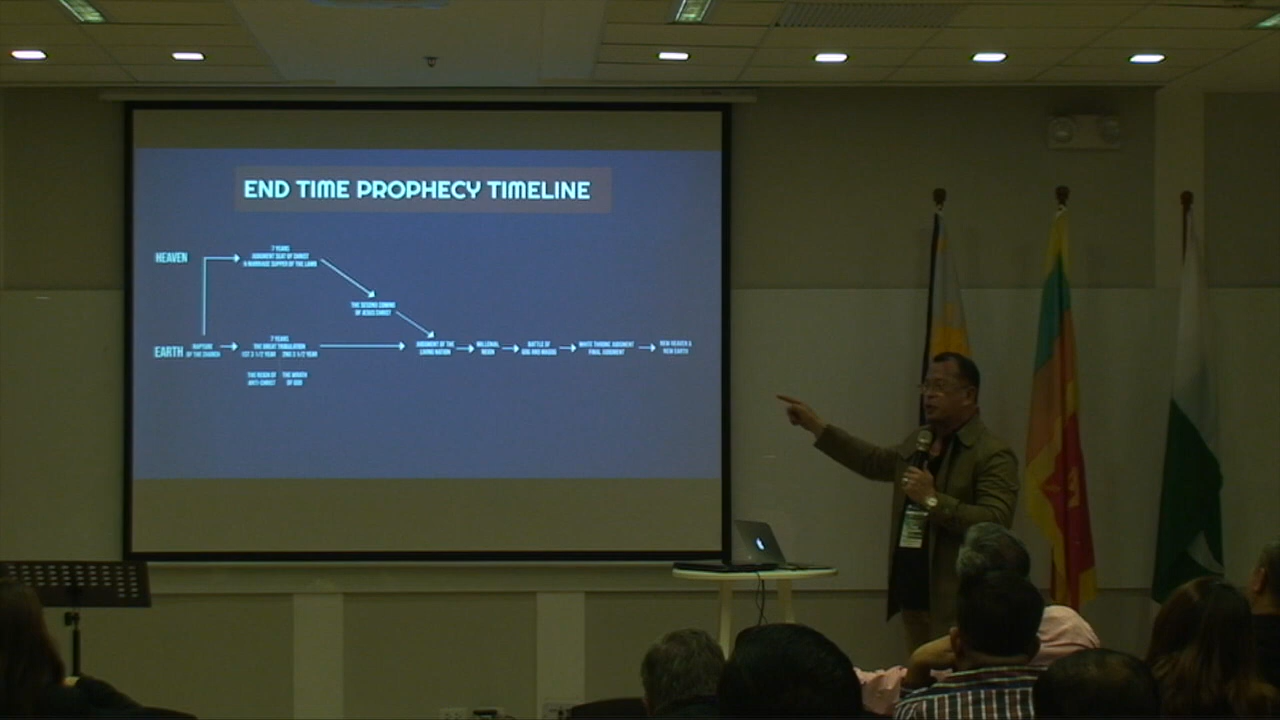 END TIME PROPHECY TIMELINE
HEAVEN
7 YEARS
JUDGMENT SEAT OF CHRIST
& MARRIAGE SUPPER OF THE LAMB
THE SECOND COMING
OF JESUS CHRIST
EARTH
RAPTURE
OF THE CHURCH
7 YEARS
THE GREAT TRIBULATION
1ST 3 1/2 YEAR 2ND 3 1/2 YEAR
THE REIGN OF
ANTI-CHRIST
THE WRATH
OF GOD
JUDGMENT OF THE
LIVING NATION
MILLENIAL
REIGN
BATTLE OF
GOG AND MAGOG
WHITE THRONE JUDGMENT
FINAL JUDGMENT
NEW HEAVEN &
NEW EARTH